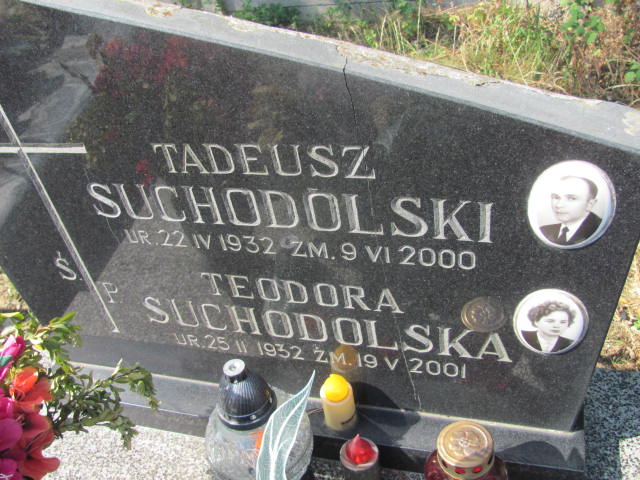 TADEUSZ
SUCHODOLSKI
UR. 22 IV 1932 ZM. 9 VI 2000
Ś. P
TEODORA
SUCHODOLSKA
UR. 25 II 1932 ZM. 19 V 2001